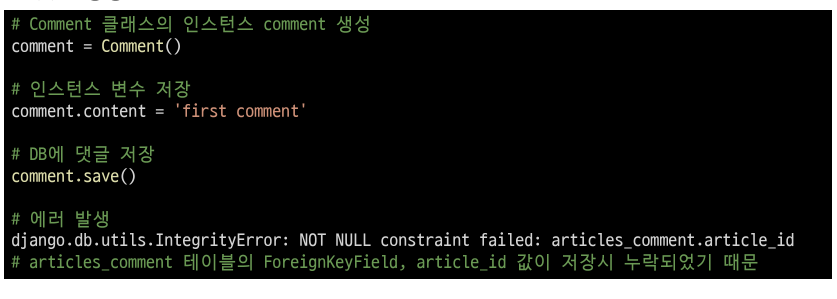 # Comment 클래스의 인스턴스 comment 생성
comment = Comment()
# 인스턴스 변수 저장
comment.content = 'first comment'
# DB에 댓글 저장
comment.save()
# 에러 발생
django.db.utils.IntegrityError: NOT NULL constraint failed: articles_comment.article_id
# articles_comment 테이블의 ForeignKeyField, article_id 값이 저장시 누락되었기 때문